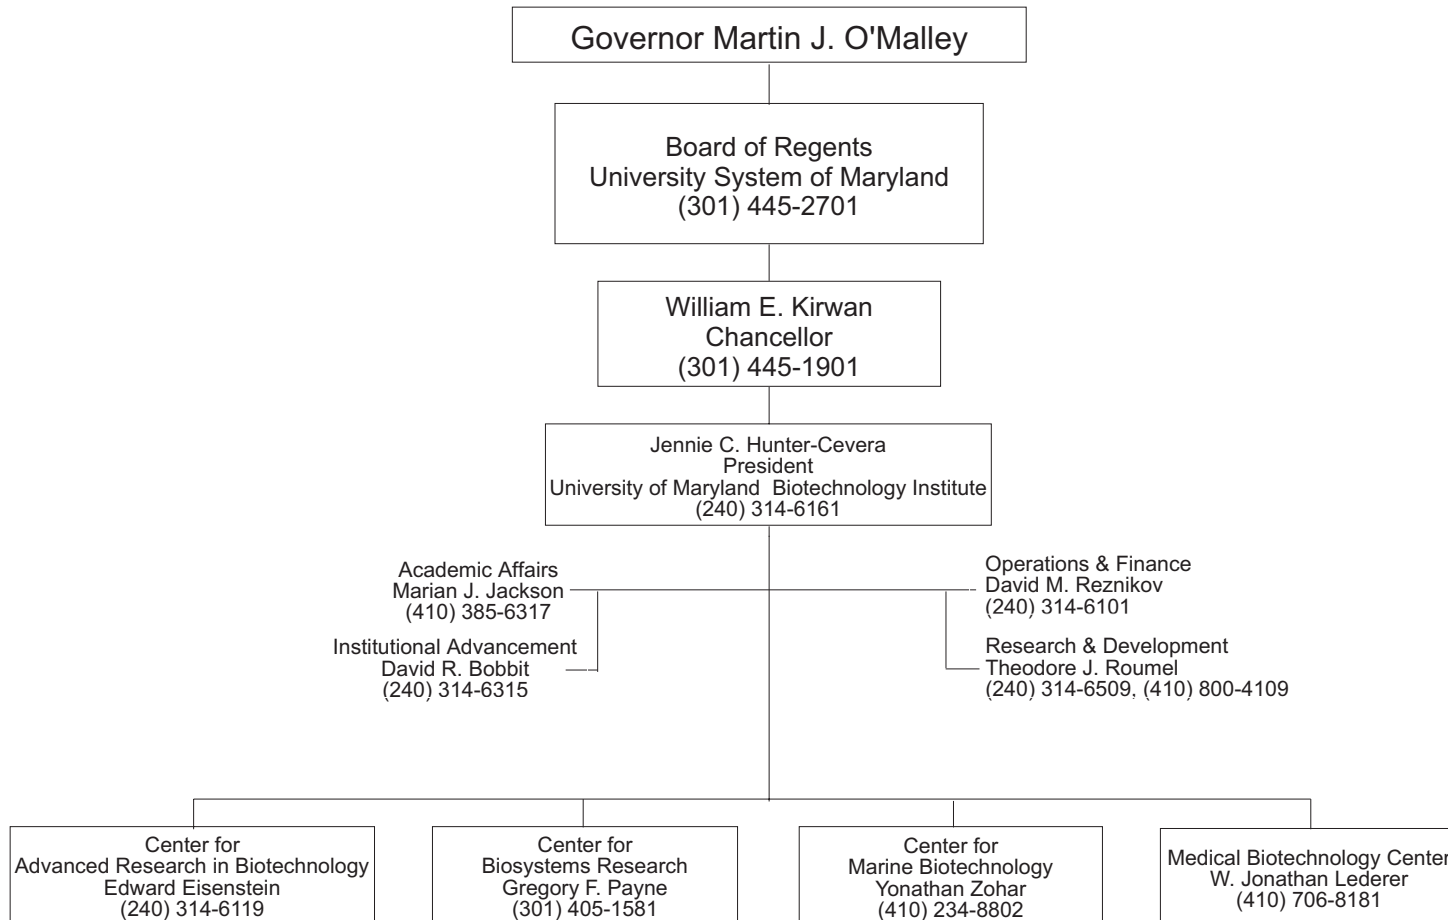 Governor Martin J. O'Malley
Board of Regents
University System of Maryland
(301) 445-2701
William E. Kirwan
Chancellor
(301) 445-1901
Jennie C. Hunter-Cevera
President
University of Maryland Biotechnology Institute
(240) 314-6161
Academic Affairs
Marian J. Jackson
(410) 385-6317
Institutional Advancement
David R. Bobbit
(240) 314-6315
Operations & Finance
David M. Reznikov
(240) 314-6101
Research & Development
Theodore J. Roumel
(240) 314-6509, (410) 800-4109
Center for
Advanced Research in Biotechnology
Edward Eisenstein
(240) 314-6119
Center for
Biosystems Research
Gregory F. Payne
(301) 405-1581
Center for
Marine Biotechnology
Yonathan Zohar
(410) 234-8802
Medical Biotechnology Center
W. Jonathan Lederer
(410) 706-8181